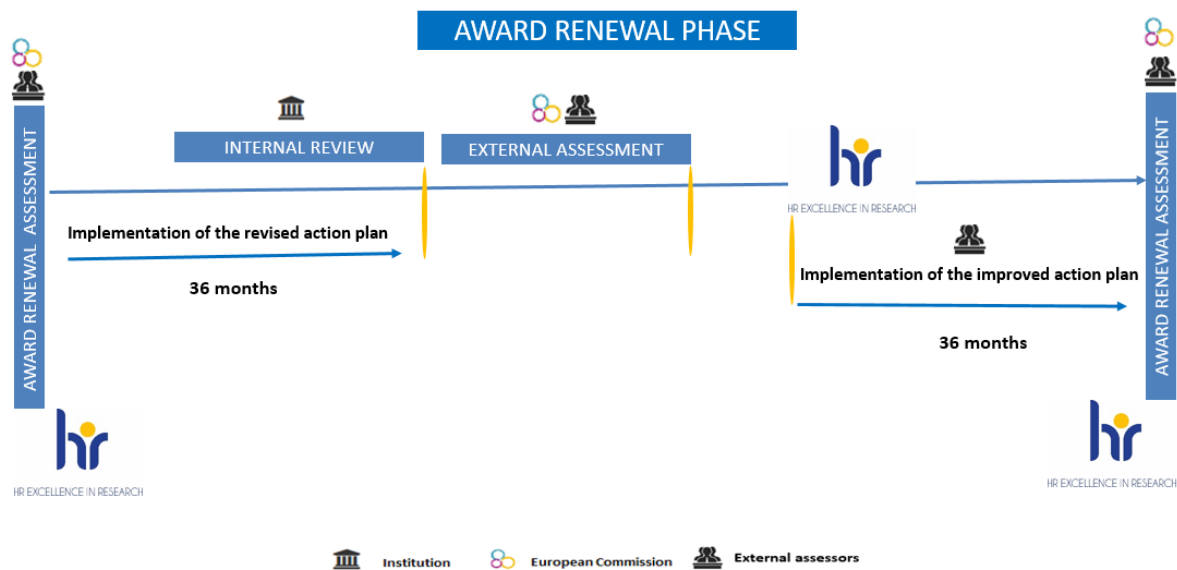 AWARD RENEWAL PHASE
AWARD RENEWAL ASSESSMENT
INTERNAL REVIEW
EXTERNAL ASSESSMENT
hr
HR EXCELLENCE IN RESEARCH
Implementation of the revised action plan
36 months
Implementation of the improved action plan
36 months
AWARD RENEWAL ASSESSMENT
hr
HR EXCELLENCE IN RESEARCH
hr
HR EXCELLENCE IN RESEARCH
Institution
European Commission
External assessors